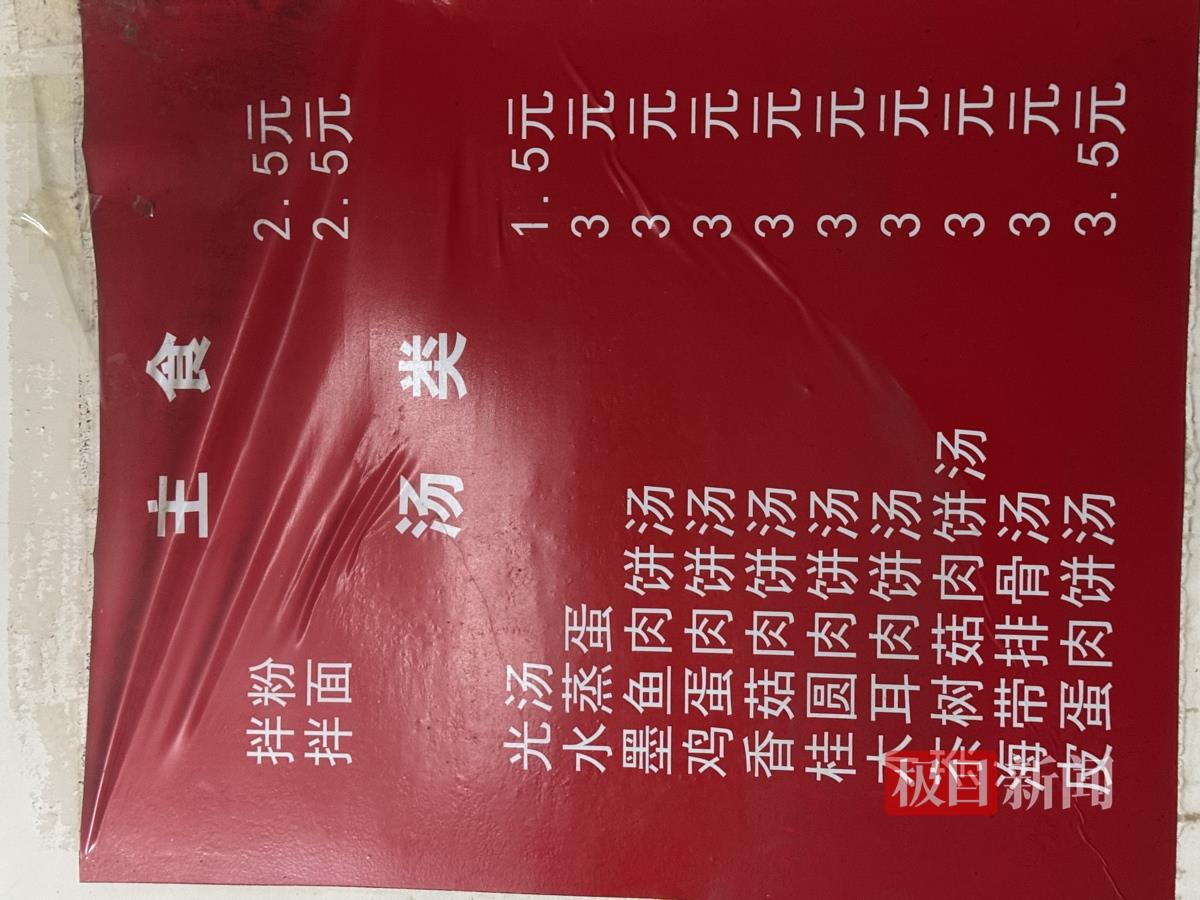 主食
拌粉 2.5元
拌面 2.5元
汤类
光汤 1.5元
水蒸蛋 3元
墨鱼肉饼汤 3元
鸡蛋肉饼汤 3元
香菇肉饼汤 3元
桂圆肉饼汤 3元
木耳肉饼汤 3元
茶树菇肉饼汤 3元
海带排骨汤 3元
皮蛋肉饼汤 3.5元
极目新闻